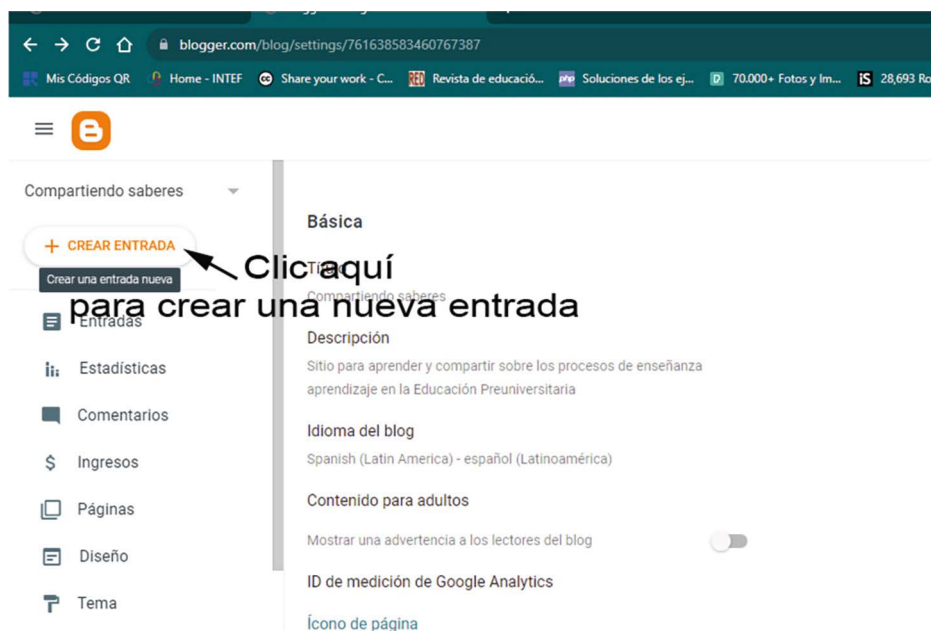 blogger.com/blog/settings/761638583460767387
Mis Códigos QR Home - INTEF Share your work - C... Revista de educació... Soluciones de los ej... 70.000+ Fotos y Im... 28,693 Ro
Compartiendo saberes
+ CREAR ENTRADA
Crear una entrada nueva
Clic aquí
para crear una nueva entrada
Entradas
Estadísticas
Comentarios
Ingresos
Páginas
Diseño
Tema
Básica
Título
Compartiendo saberes
Descripción
Sitio para aprender y compartir sobre los procesos de enseñanza
aprendizaje en la Educación Preuniversitaria
Idioma del blog
Spanish (Latin America) - español (Latinoamérica)
Contenido para adultos
Mostrar una advertencia a los lectores del blog
ID de medición de Google Analytics
Ícono de página